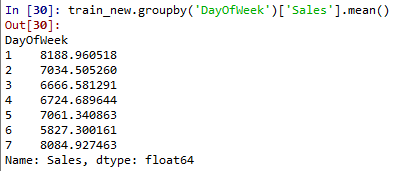 In [30]: train_new.groupby('DayOfWeek')['Sales'].mean()
Out[30]:
DayOfWeek
1    8188.960518
2    7034.505260
3    6666.581291
4    6724.689644
5    7061.340863
6    5827.300161
7    8084.927463
Name: Sales, dtype: float64